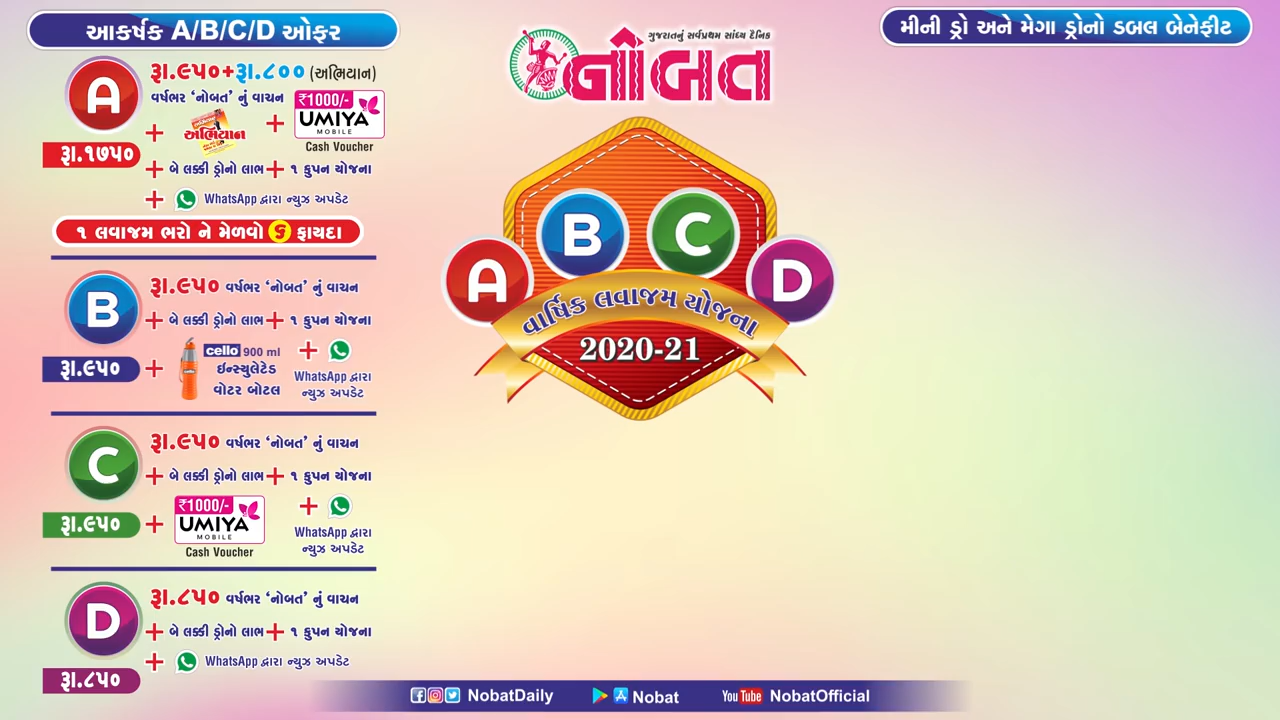 આકર્ષક A/B/C/D ઓફર
A
રૂા.૯૫૦+રૂા.૮૦૦ (અભિયાન)
વર્ષભર ‘નોબત’ નું વાચન
+ અભિયાન + ₹1000/- UMIYA MOBILE Cash Voucher
રૂા.૧૭૫૦
+ બે લક્કી ડ્રોનો લાભ + ૧ કુપન યોજના
+ WhatsApp દ્વારા ન્યુઝ અપડેટ
૧ લવાજમ ભરો ને મેળવો ૬ ફાયદા
B
રૂા.૯૫૦ વર્ષભર ‘નોબત’ નું વાચન
+ બે લક્કી ડ્રોનો લાભ + ૧ કુપન યોજના
રૂા.૯૫૦
+ cello 900 ml
ઈન્સ્યુલેટેડ
વોટર બોટલ
+ WhatsApp દ્વારા
ન્યુઝ અપડેટ
C
રૂા.૯૫૦ વર્ષભર ‘નોબત’ નું વાચન
+ બે લક્કી ડ્રોનો લાભ + ૧ કુપન યોજના
રૂા.૯૫૦
+ ₹1000/-
UMIYA
MOBILE
Cash Voucher
+ WhatsApp દ્વારા
ન્યુઝ અપડેટ
D
રૂા.૮૫૦ વર્ષભર ‘નોબત’ નું વાચન
+ બે લક્કી ડ્રોનો લાભ + ૧ કુપન યોજના
+ WhatsApp દ્વારા ન્યુઝ અપડેટ
રૂા.૮૫૦
ગુજરાતનું સર્વપ્રથમ સાંધ્ય દૈનિક
નોબત
A B C D
વાર્ષિક લવાજમ યોજના
2020-21
મીની ડ્રો અને મેગા ડ્રોનો ડબલ બેનેફીટ
NobatDaily Nobat YouTube NobatOfficial